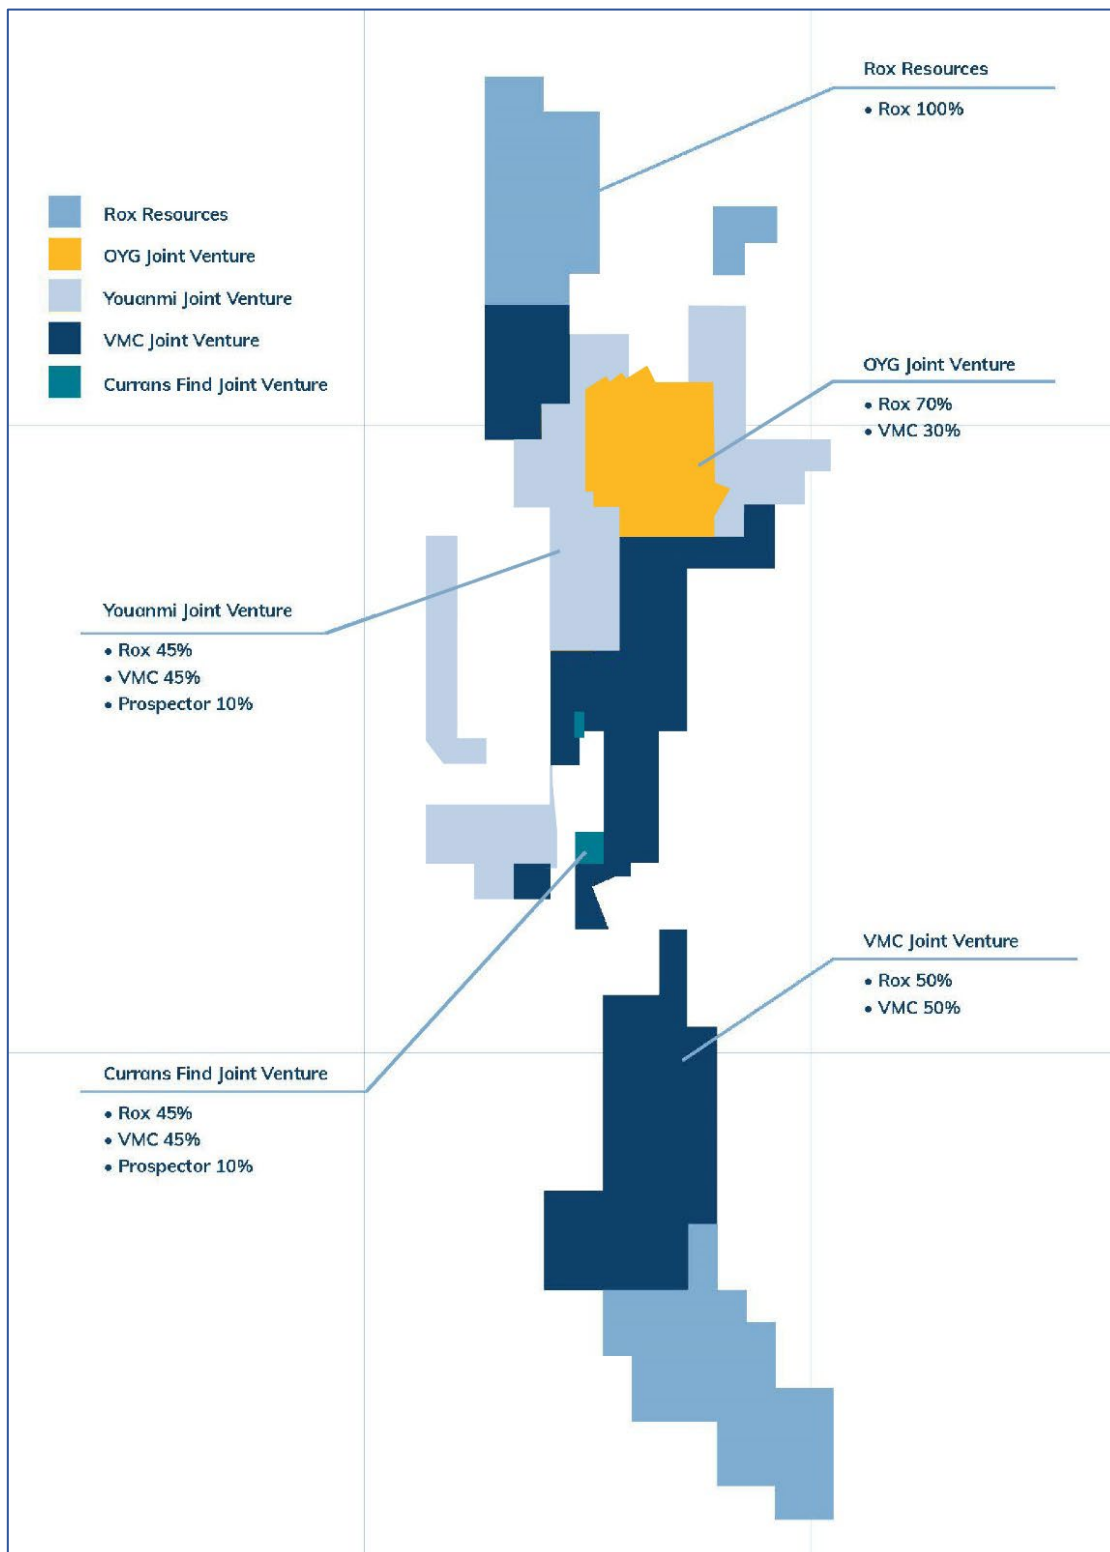 Rox Resources
• Rox 100%
Rox Resources
OYG Joint Venture
Youanmi Joint Venture
VMC Joint Venture
Currans Find Joint Venture
OYG Joint Venture
• Rox 70%
• VMC 30%
Youanmi Joint Venture
• Rox 45%
• VMC 45%
• Prospector 10%
VMC Joint Venture
• Rox 50%
• VMC 50%
Currans Find Joint Venture
• Rox 45%
• VMC 45%
• Prospector 10%